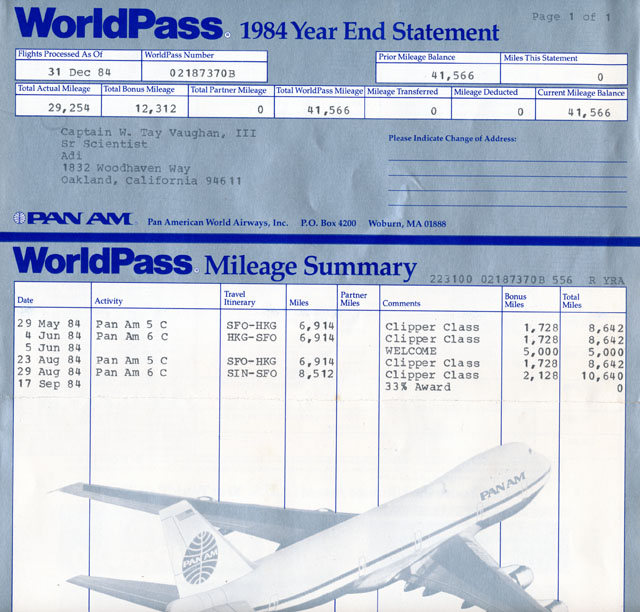 WorldPass® 1984 Year End Statement
Page 1 of 1
Flights Processed As Of WorldPass Number Prior Mileage Balance Miles This Statement
31 Dec 84 02187370B 41,566 0
Total Actual Mileage Total Bonus Mileage Total Partner Mileage Total WorldPass Mileage Mileage Transferred Mileage Deducted Current Mileage Balance
29,254 12,312 0 41,566 0 0 41,566
Captain W. Tay Vaughan, III
Sr Scientist
Adi
1832 Woodhaven Way
Oakland, California 94611
Please Indicate Change of Address:
PAN AM® Pan American World Airways, Inc. P.O. Box 4200 Woburn, MA 01888
WorldPass® Mileage Summary
223100 02187370B 556 R YRA
Date Activity Travel Itinerary Miles Partner Miles Comments Bonus Miles Total Miles
29 May 84 Pan Am 5 C SFO-HKG 6,914 Clipper Class 1,728 8,642
4 Jun 84 Pan Am 6 C HKG-SFO 6,914 Clipper Class 1,728 8,642
5 Jun 84 WELCOME 5,000 5,000
23 Aug 84 Pan Am 5 C SFO-HKG 6,914 Clipper Class 1,728 8,642
29 Aug 84 Pan Am 6 C SIN-SFO 8,512 Clipper Class 2,128 10,640
17 Sep 84 33% Award 0
PAN AM
PAN AM